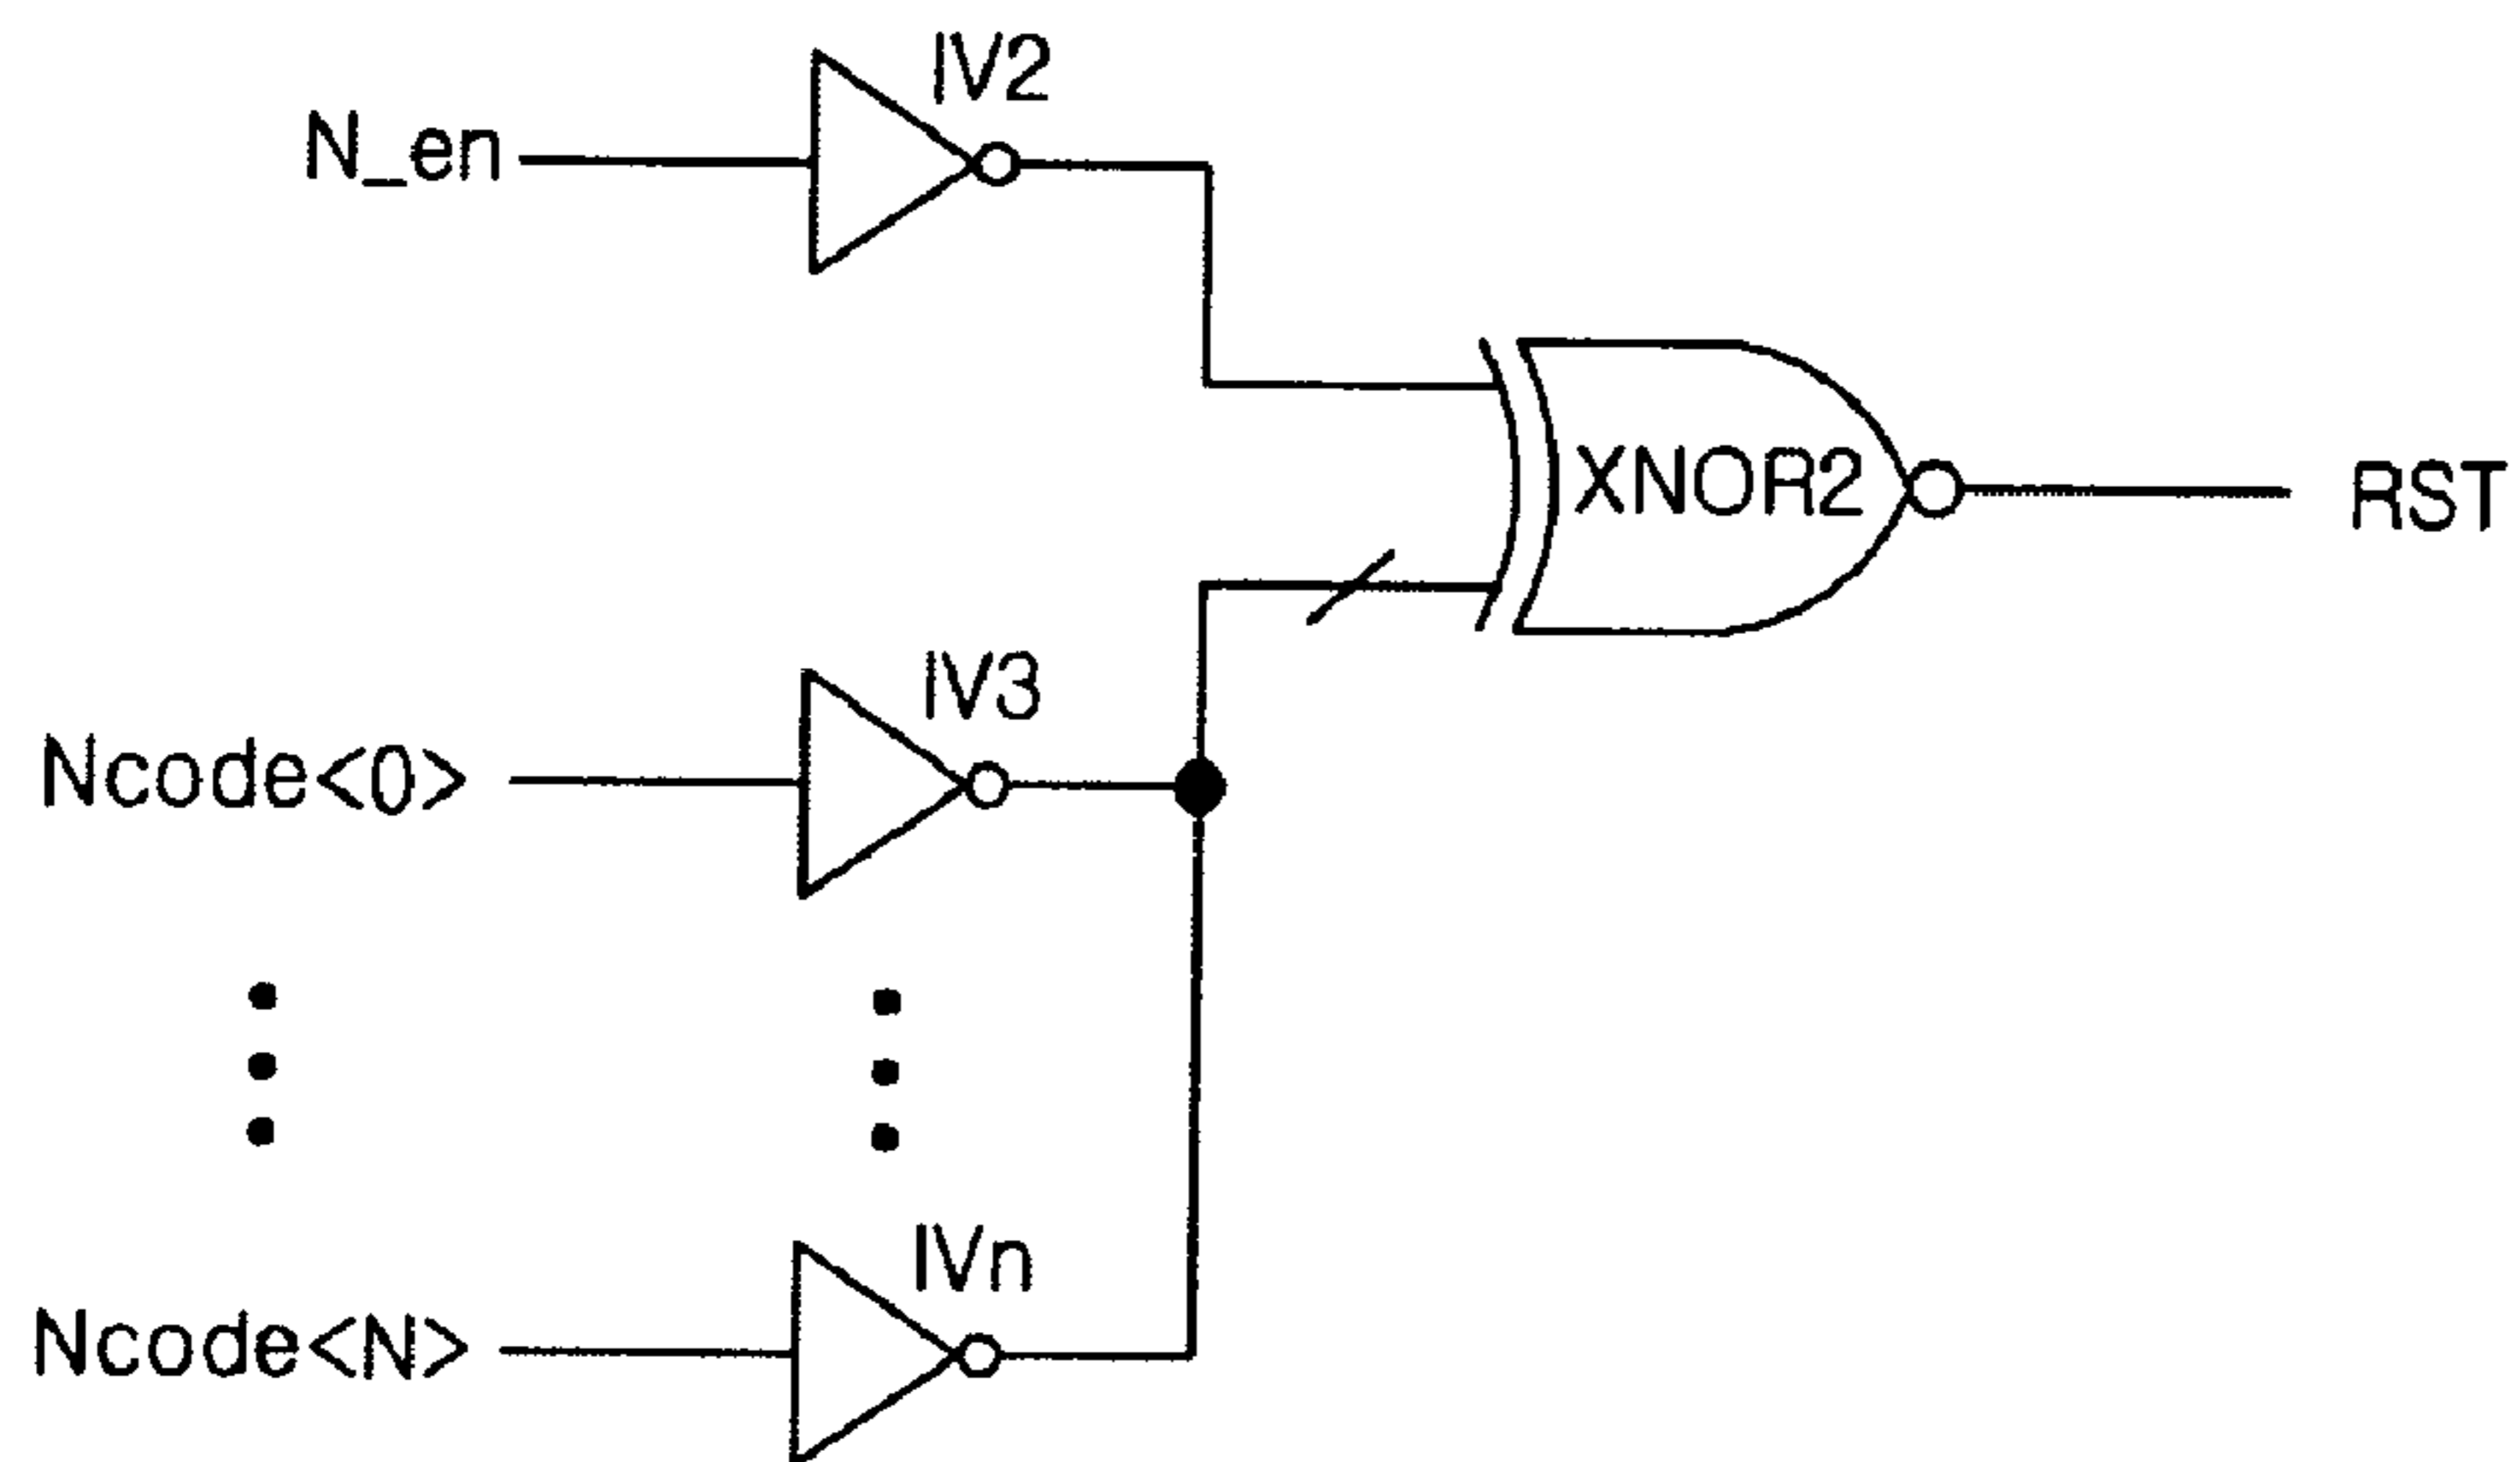 IV2
N_en
XNOR2
RST
IV3
Ncode<0>
IVn
Ncode<N>